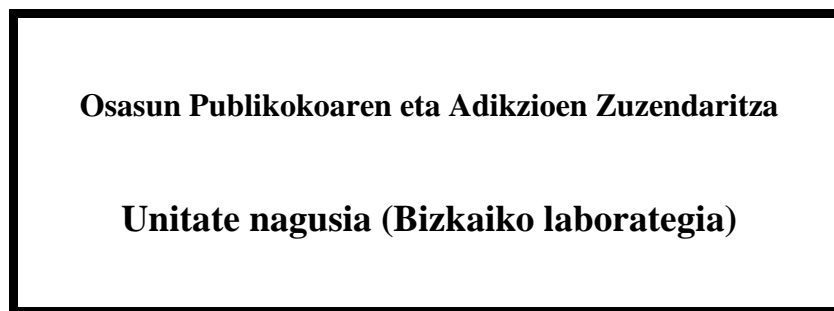 Osasun Publikokoaren eta Adikzioen Zuzendaritza
Unitate nagusia (Bizkaiko laborategia)